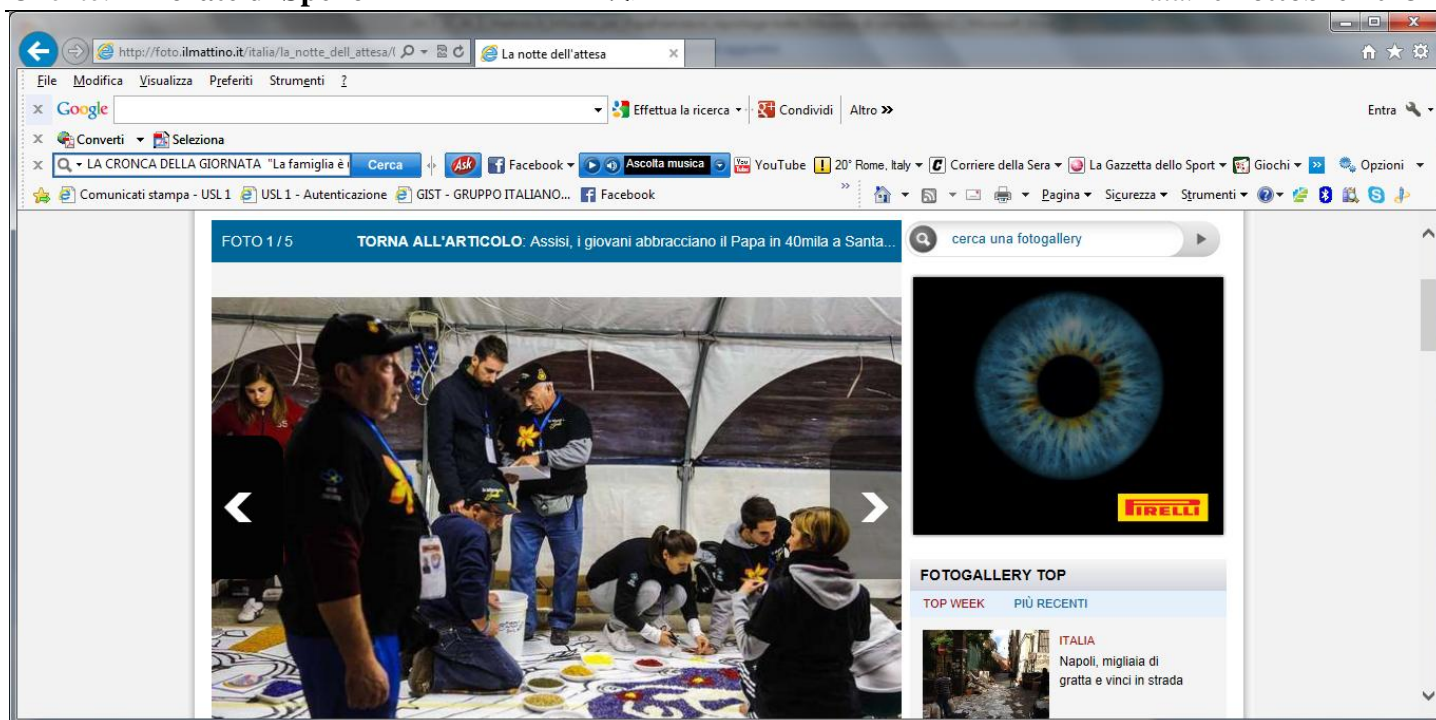 http://foto.ilmattino.it/italia/la_notte_dell_attesa/(
La notte dell'attesa
File Modifica Visualizza Preferiti Strumenti ?
Google Effettua la ricerca Condividi Altro » Entra
Converti Seleziona
LA CRONCA DELLA GIORNATA "La famiglia è Cerca Ask Facebook Ascolta musica YouTube 20° Rome, Italy Corriere della Sera La Gazzetta dello Sport Giochi Opzioni
Comunicati stampa - USL 1 USL 1 - Autenticazione GIST - GRUPPO ITALIANO... Facebook Pagina Sicurezza Strumenti
FOTO 1 / 5 TORNA ALL'ARTICOLO: Assisi, i giovani abbracciano il Papa in 40mila a Santa...
cerca una fotogallery
PIRELLI
FOTOGALLERY TOP
TOP WEEK PIÙ RECENTI
ITALIA
Napoli, migliaia di
gratta e vinci in strada